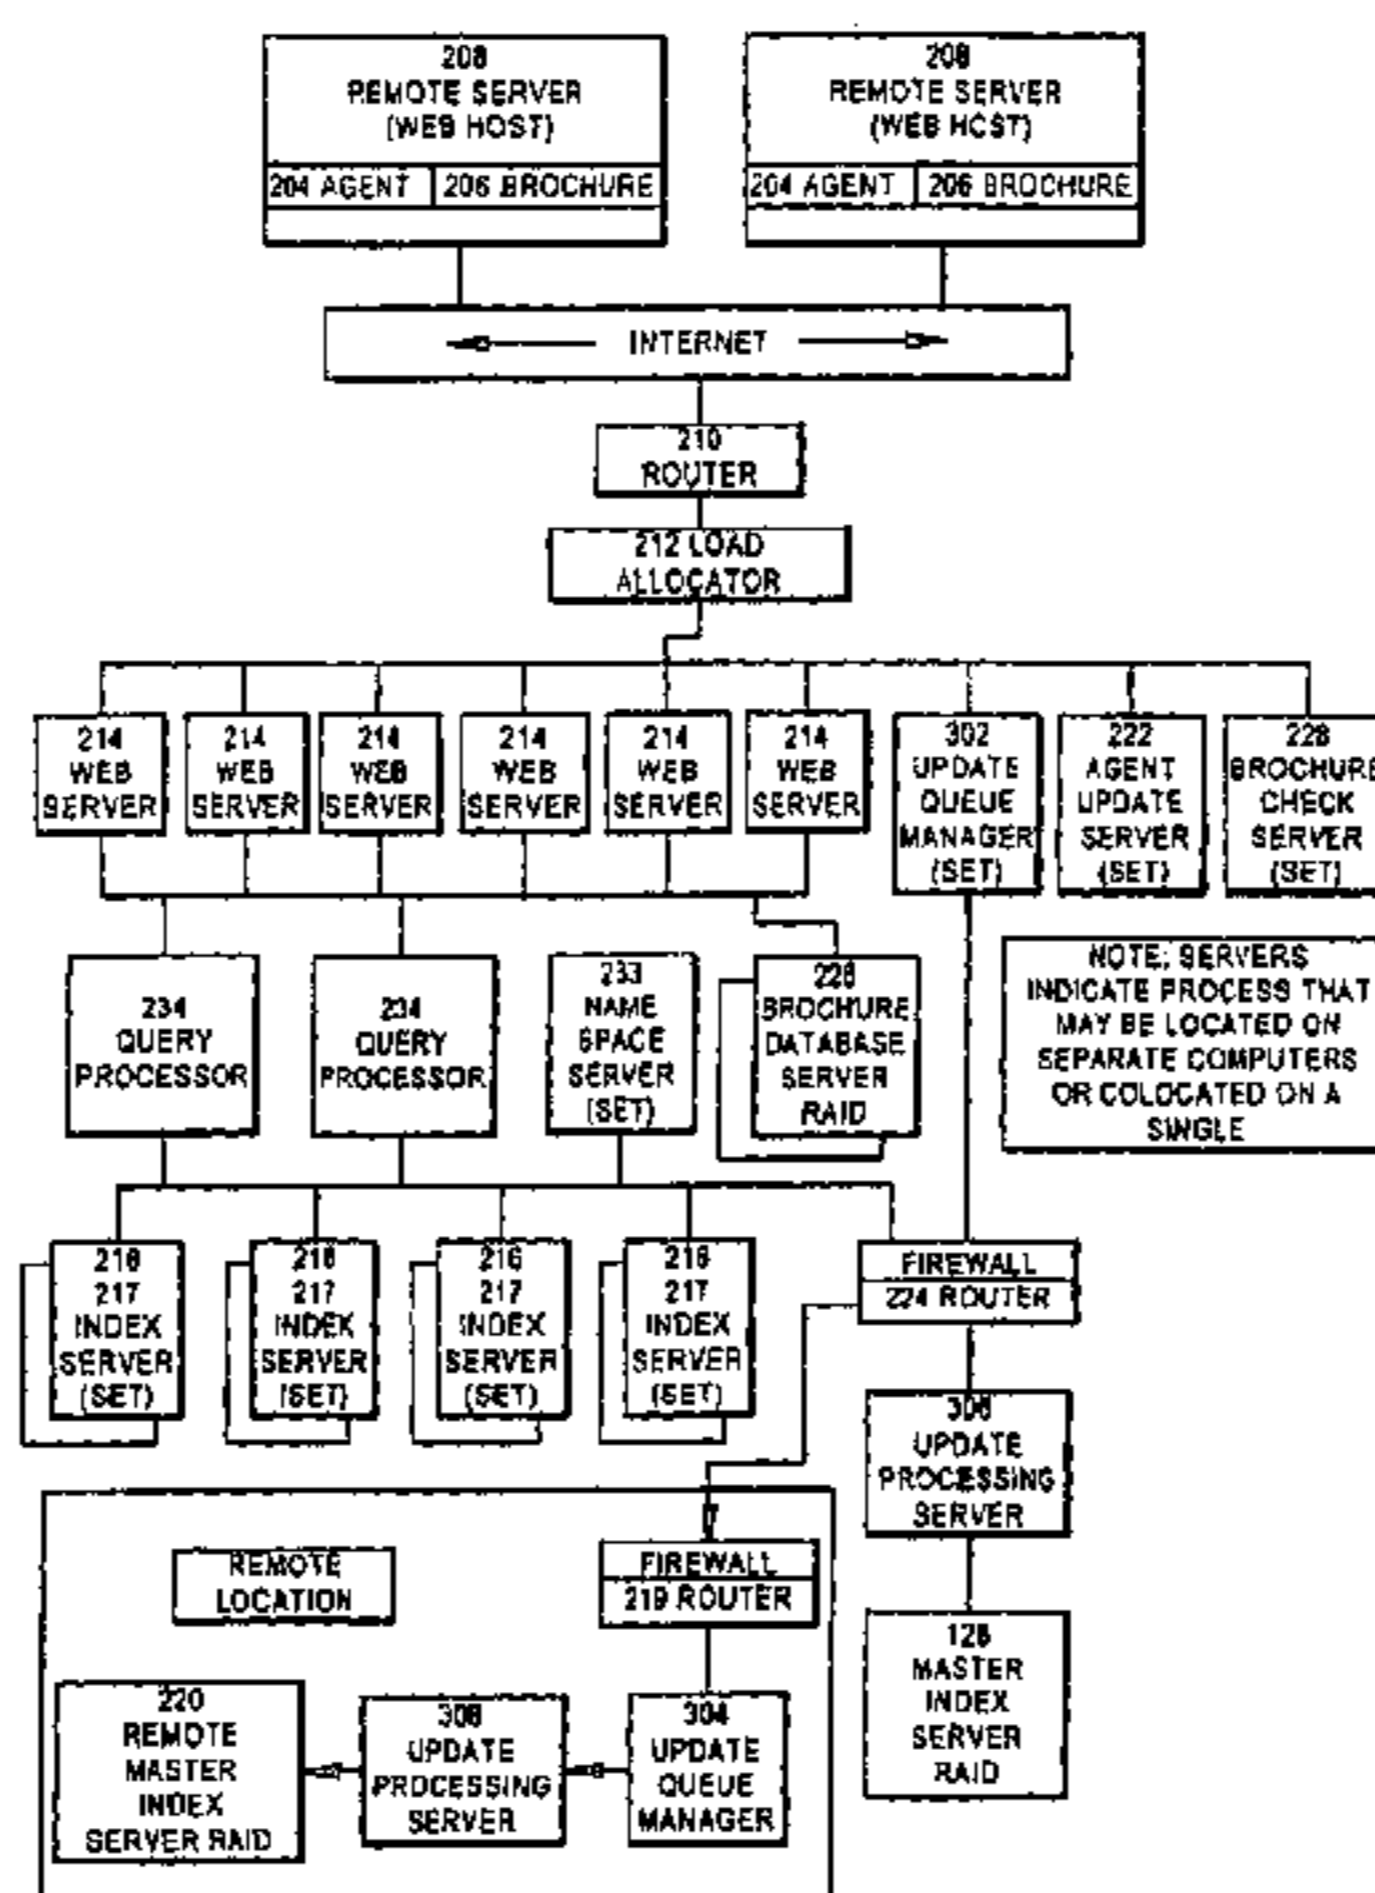 208
REMOTE SERVER
(WEB HOST)
204 AGENT
206 BROCHURE
208
REMOTE SERVER
(WEB HOST)
204 AGENT
206 BROCHURE
INTERNET
210
ROUTER
212 LOAD
ALLOCATOR
214
WEB
SERVER
214
WEB
SERVER
214
WEB
SERVER
214
WEB
SERVER
214
WEB
SERVER
214
WEB
SERVER
302
UPDATE
QUEUE
MANAGER
(SET)
222
AGENT
UPDATE
SERVER
(SET)
228
BROCHURE
CHECK
SERVER
(SET)
234
QUERY
PROCESSOR
234
QUERY
PROCESSOR
233
NAME
SPACE
SERVER
(SET)
226
BROCHURE
DATABASE
SERVER
RAID
NOTE: SERVERS
INDICATE PROCESS THAT
MAY BE LOCATED ON
SEPARATE COMPUTERS
OR COLOCATED ON A
SINGLE
216
217
INDEX
SERVER
(SET)
216
217
INDEX
SERVER
(SET)
216
217
INDEX
SERVER
(SET)
216
217
INDEX
SERVER
(SET)
FIREWALL
224 ROUTER
306
UPDATE
PROCESSING
SERVER
REMOTE
LOCATION
FIREWALL
219 ROUTER
128
MASTER
INDEX
SERVER
RAID
220
REMOTE
MASTER
INDEX
SERVER RAID
308
UPDATE
PROCESSING
SERVER
304
UPDATE
QUEUE
MANAGER